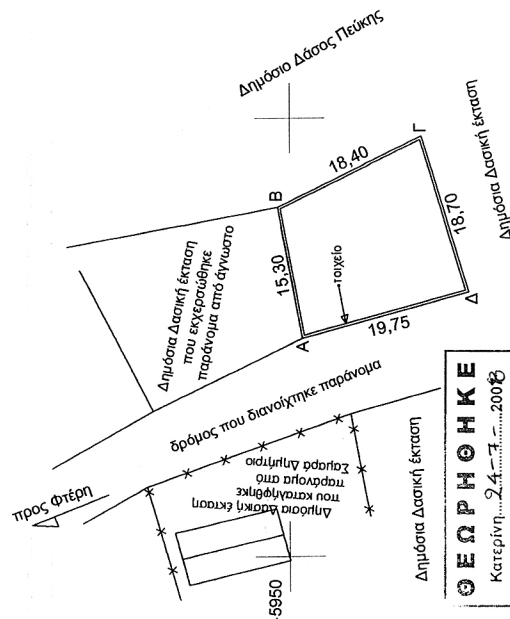 Δημόσιο Δάσος Πεύκης
Β
18,40
Γ
Δημόσια Δασική έκταση
που εκχερσώθηκε
παράνομα από άγνωστο
15,30
τοιχείο
Α
19,75
18,70
Δ
Δημόσια Δασική έκταση
προς Φτέρη
δρόμος που διανοίχτηκε παράνομα
Δημόσια Δασική έκταση
που καταλήφθηκε
παράνομα από
Σαμαρά Δημήτριο
-5950
Δημόσια Δασική έκταση
ΘΕΩΡΗΘΗΚΕ
Κατερίνη....24-7-....2008